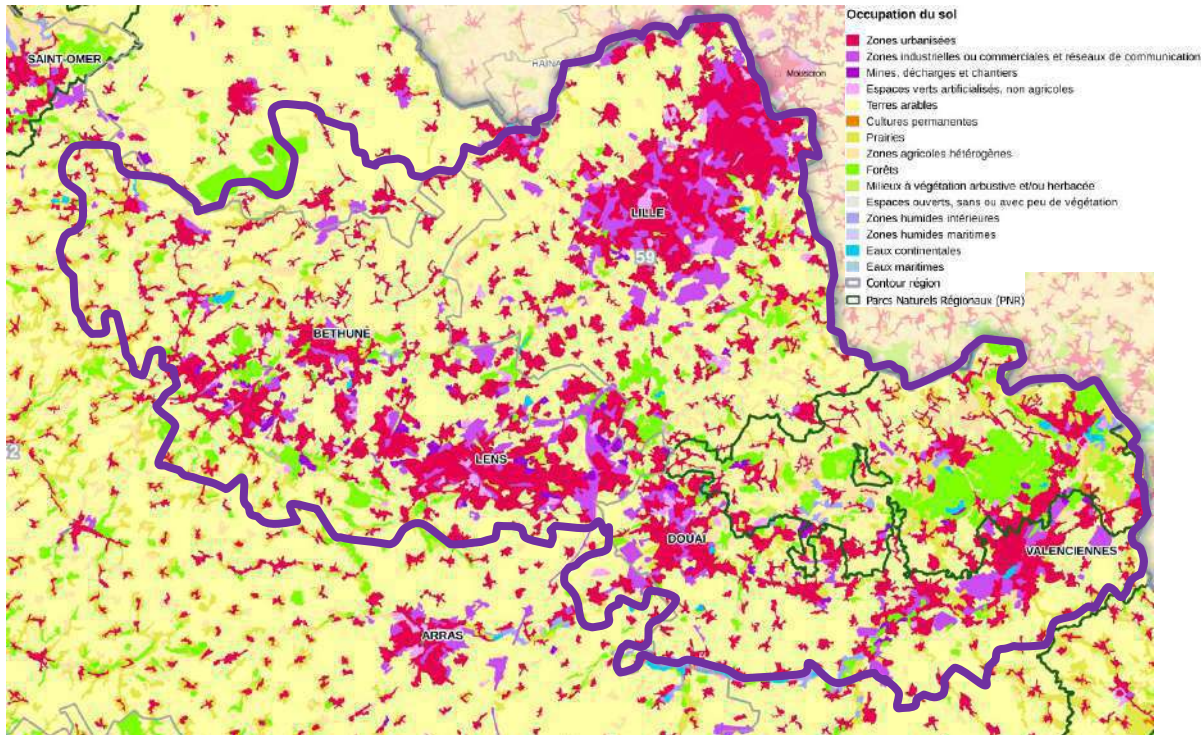 Occupation du sol
Zones urbanisées
Zones industrielles ou commerciales et réseaux de communication
Mines, décharges et chantiers
Espaces verts artificialisés, non agricoles
Terres arables
Cultures permanentes
Prairies
Zones agricoles hétérogènes
Forêts
Milieux à végétation arbustive et/ou herbacée
Espaces ouverts, sans ou avec peu de végétation
Zones humides intérieures
Zones humides maritimes
Eaux continentales
Eaux maritimes
Contour région
Parcs Naturels Régionaux (PNR)
SAINT-OMER
HAINA
Mouscron
LILLE
59
BETHUNE
LENS
DOUAI
VALENCIENNES
ARRAS